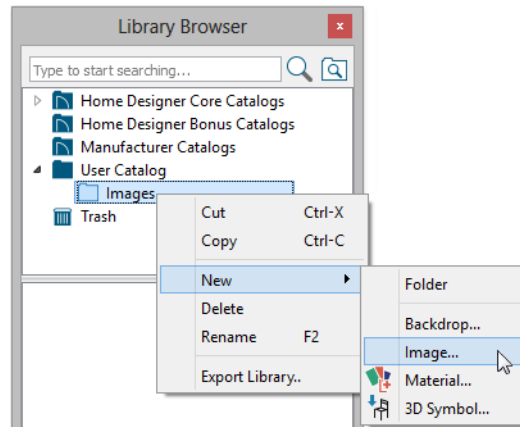 Library Browser
x
Type to start searching...
Home Designer Core Catalogs
Home Designer Bonus Catalogs
Manufacturer Catalogs
User Catalog
Images
Trash
Cut Ctrl-X
Copy Ctrl-C
New
Delete
Rename F2
Export Library..
Folder
Backdrop...
Image...
Material...
3D Symbol...